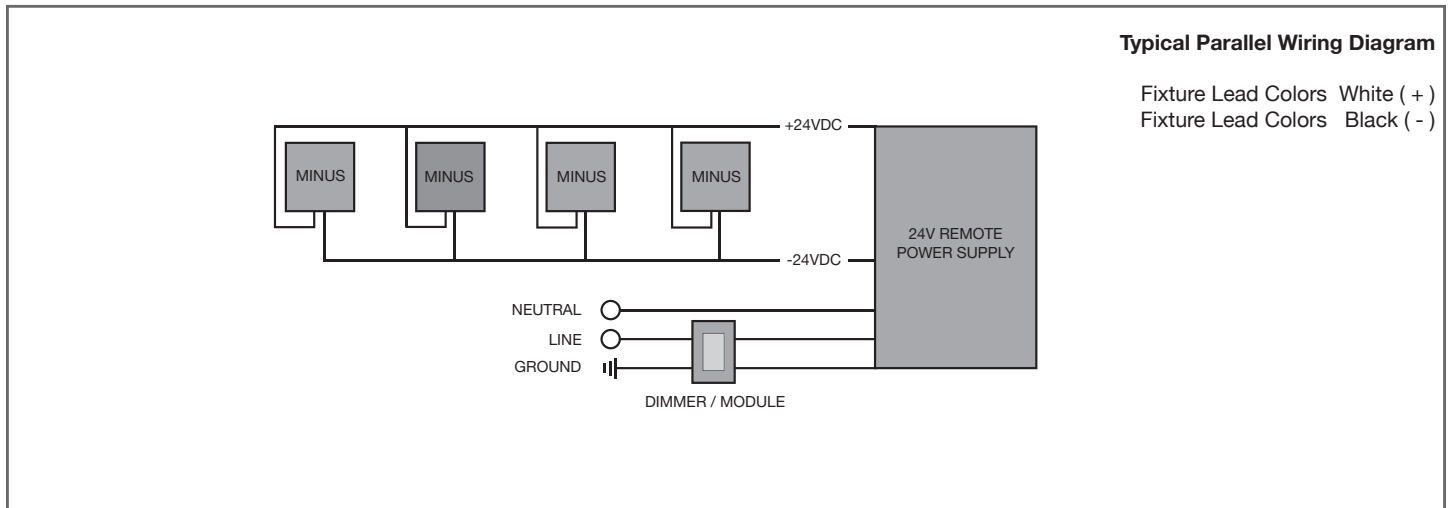 Typical Parallel Wiring Diagram
Fixture Lead Colors White ( + )
Fixture Lead Colors Black ( - )
+24VDC
MINUS MINUS MINUS MINUS
24V REMOTE
POWER SUPPLY
-24VDC
NEUTRAL
LINE
GROUND
DIMMER / MODULE